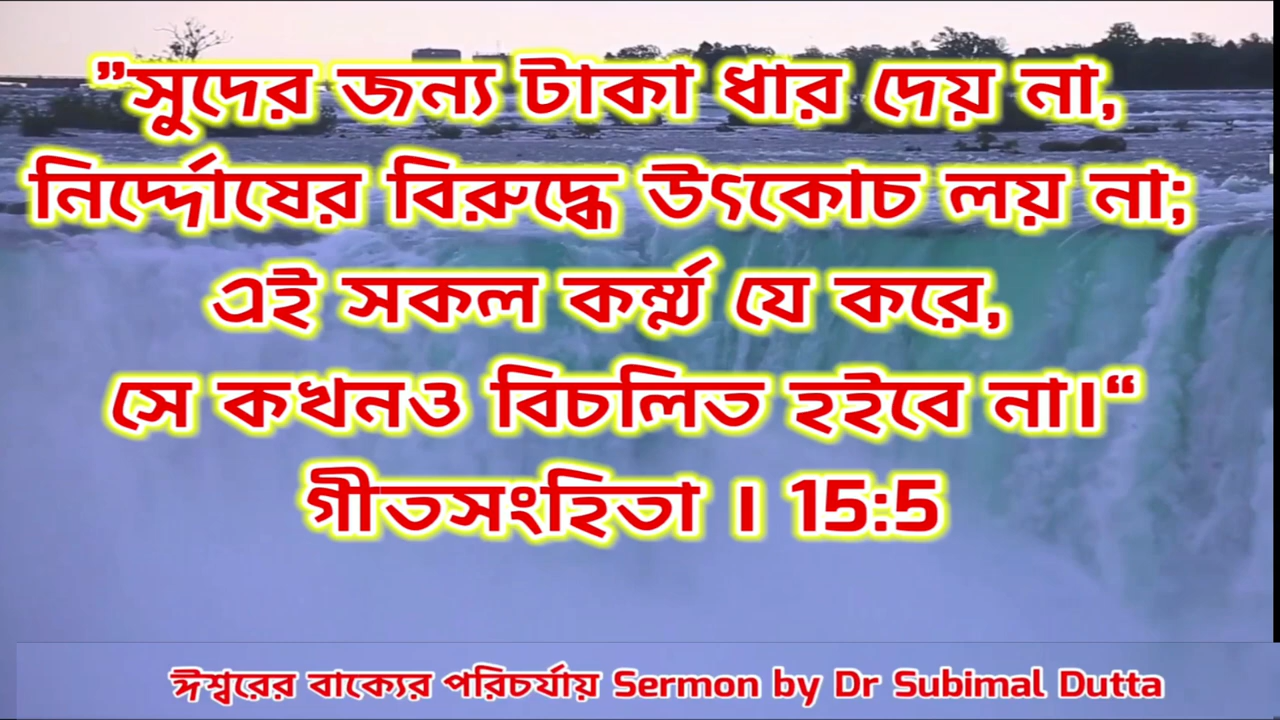 ”সুদের জন্য টাকা ধার দেয় না,
নির্দ্দোষের বিরুদ্ধে উৎকোচ লয় না;
এই সকল কর্ম্ম যে করে,
সে কখনও বিচলিত হইবে না।“
গীতসংহিতা । 15:5
ঈশ্বরের বাক্যের পরিচর্যায় Sermon by Dr Subimal Dutta